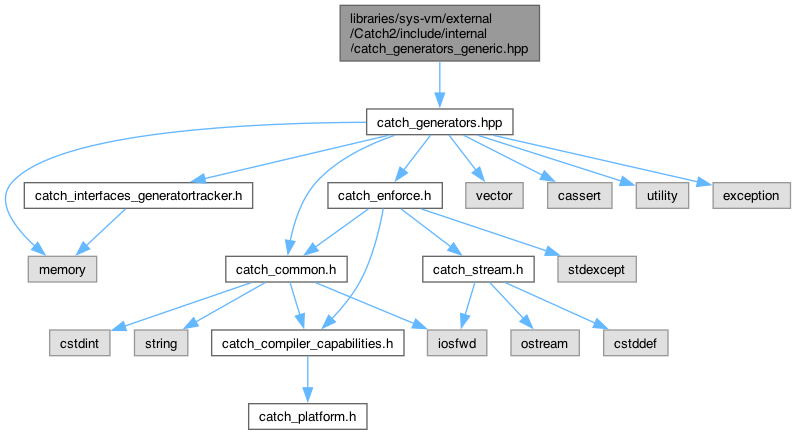 libraries/sys-vm/external
/Catch2/include/internal
/catch_generators_generic.hpp
catch_generators.hpp
catch_interfaces_generatortracker.h
catch_enforce.h
vector
cassert
utility
exception
memory
catch_common.h
catch_stream.h
stdexcept
cstdint
string
catch_compiler_capabilities.h
iosfwd
ostream
cstddef
catch_platform.h